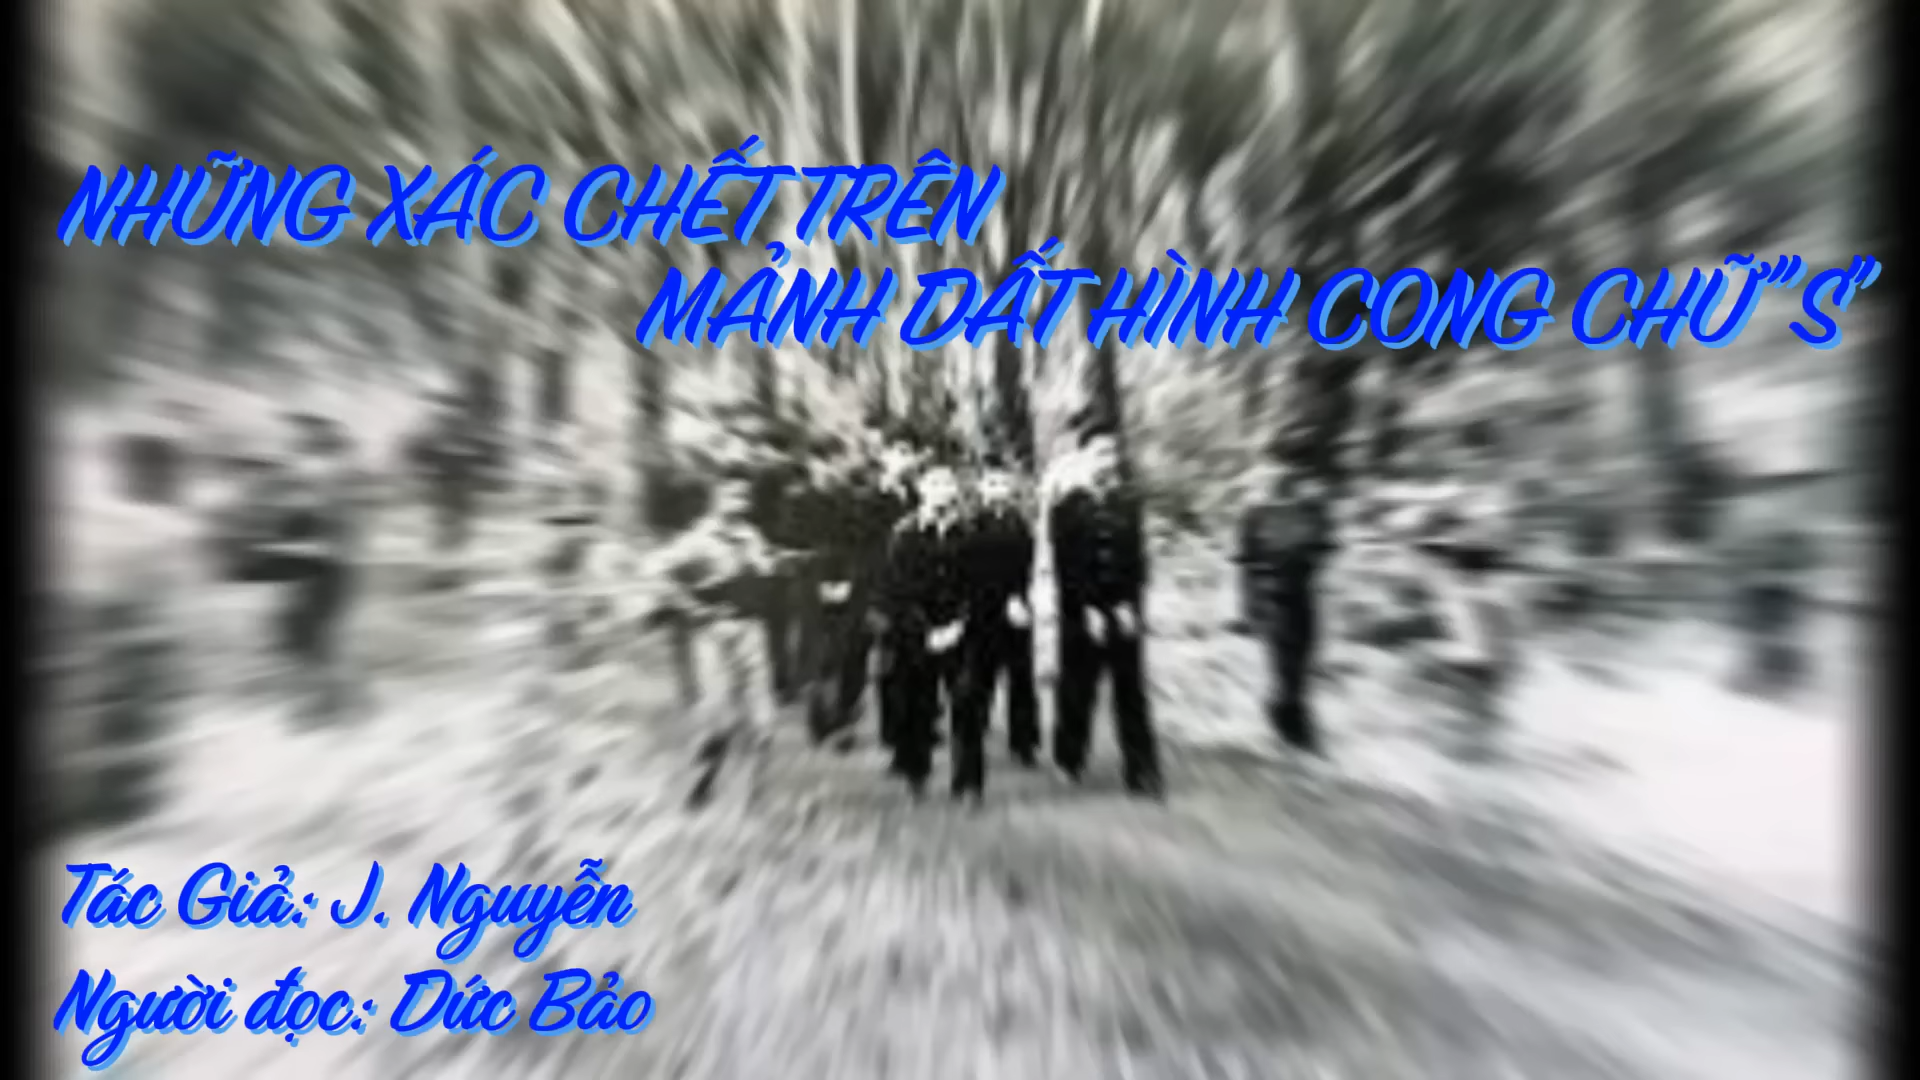 NHỮNG XÁC CHẾT TRÊN
MẢNH ĐẤT HÌNH CONG CHỮ "S"
Tác Giả: J. Nguyễn
Người đọc: Đức Bảo